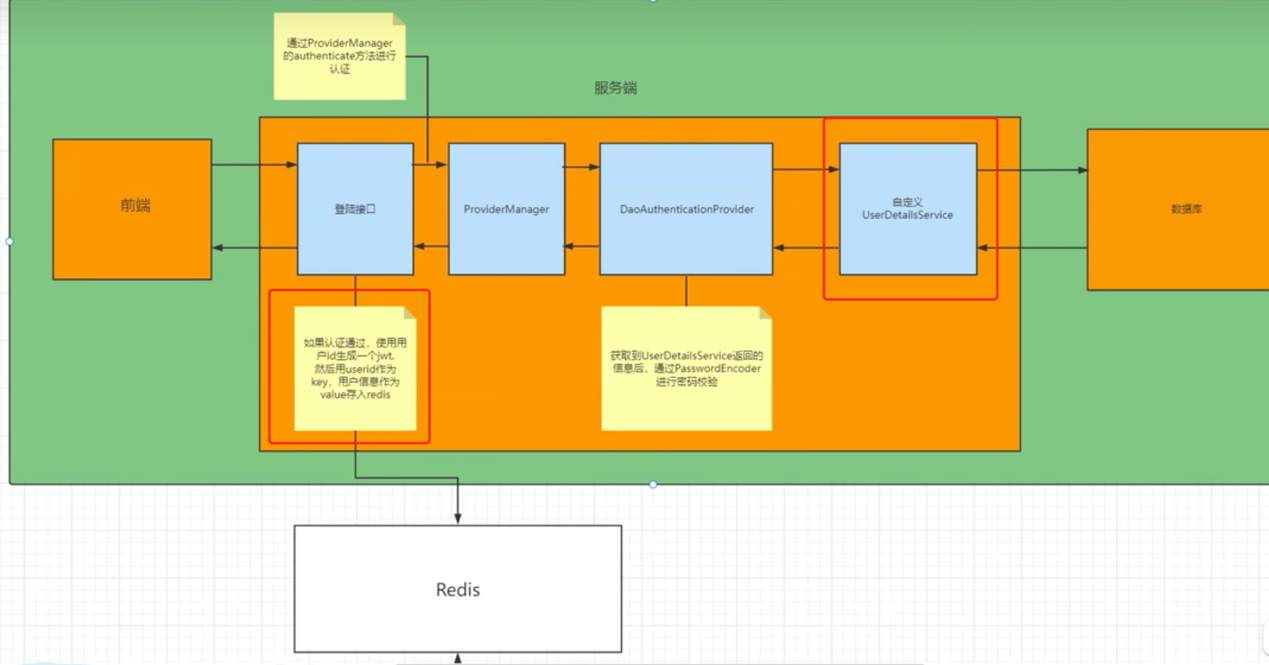 通过ProviderManager
的authenticate方法进行
认证
服务端
前端
登陆接口
ProviderManager
DaoAuthenticationProvider
自定义
UserDetailsService
数据库
如果认证通过，使用用
户id生成一个jwt,
然后用userid作为
key，用户信息作为
value存入redis
获取到UserDetailsService返回的
信息后，通过PasswordEncoder
进行密码校验
Redis